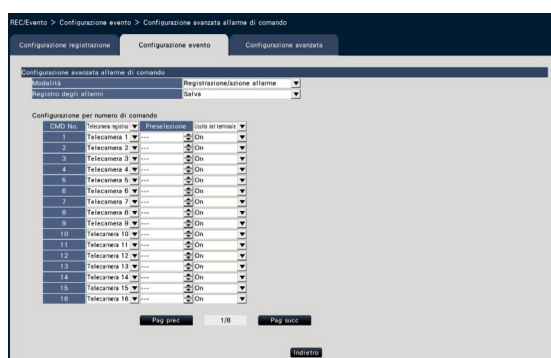 REC/Evento > Configurazione evento > Configurazione avanzata allarme di comando
Configurazione registrazione Configurazione evento Configurazione avanzata
Configurazione avanzata allarme di comando
Modalità Registrazione/azione allarme
Registro degli allarmi Salva
Configurazione per numero di comando
CMD No. Telecamera registraz Preselezione Uscita del terminale
1 Telecamera 1 --- On
2 Telecamera 2 --- On
3 Telecamera 3 --- On
4 Telecamera 4 --- On
5 Telecamera 5 --- On
6 Telecamera 6 --- On
7 Telecamera 7 --- On
8 Telecamera 8 --- On
9 Telecamera 9 --- On
10 Telecamera 10 --- On
11 Telecamera 11 --- On
12 Telecamera 12 --- On
13 Telecamera 13 --- On
14 Telecamera 14 --- On
15 Telecamera 15 --- On
16 Telecamera 16 --- On
Pag prec 1/8 Pag succ
Indietro